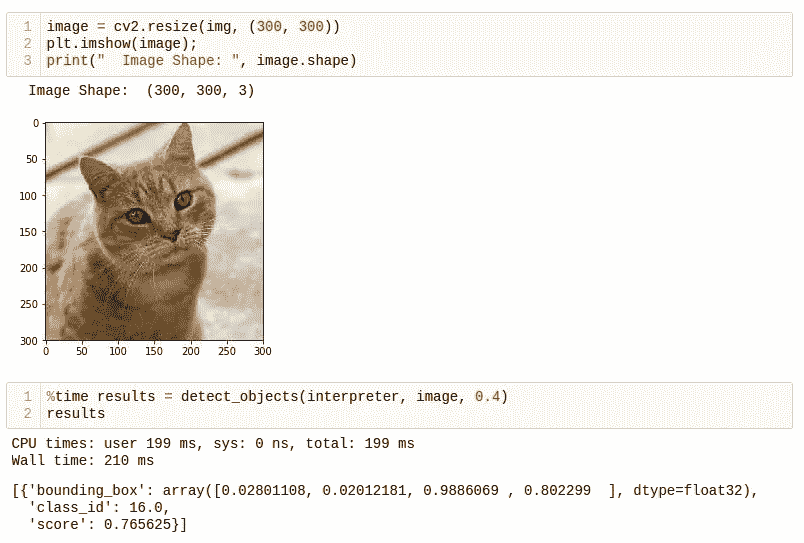 1 image = cv2.resize(img, (300, 300))
2 plt.imshow(image);
3 print("  Image Shape: ", image.shape)
Image Shape:  (300, 300, 3)
0
50
100
150
200
250
300
0 50 100 150 200 250 300
1 %time results = detect_objects(interpreter, image, 0.4)
2 results
CPU times: user 199 ms, sys: 0 ns, total: 199 ms
Wall time: 210 ms
[{'bounding_box': array([0.02801108, 0.02012181, 0.9886069 , 0.802299  ], dtype=float32),
'class_id': 16.0,
'score': 0.765625}]